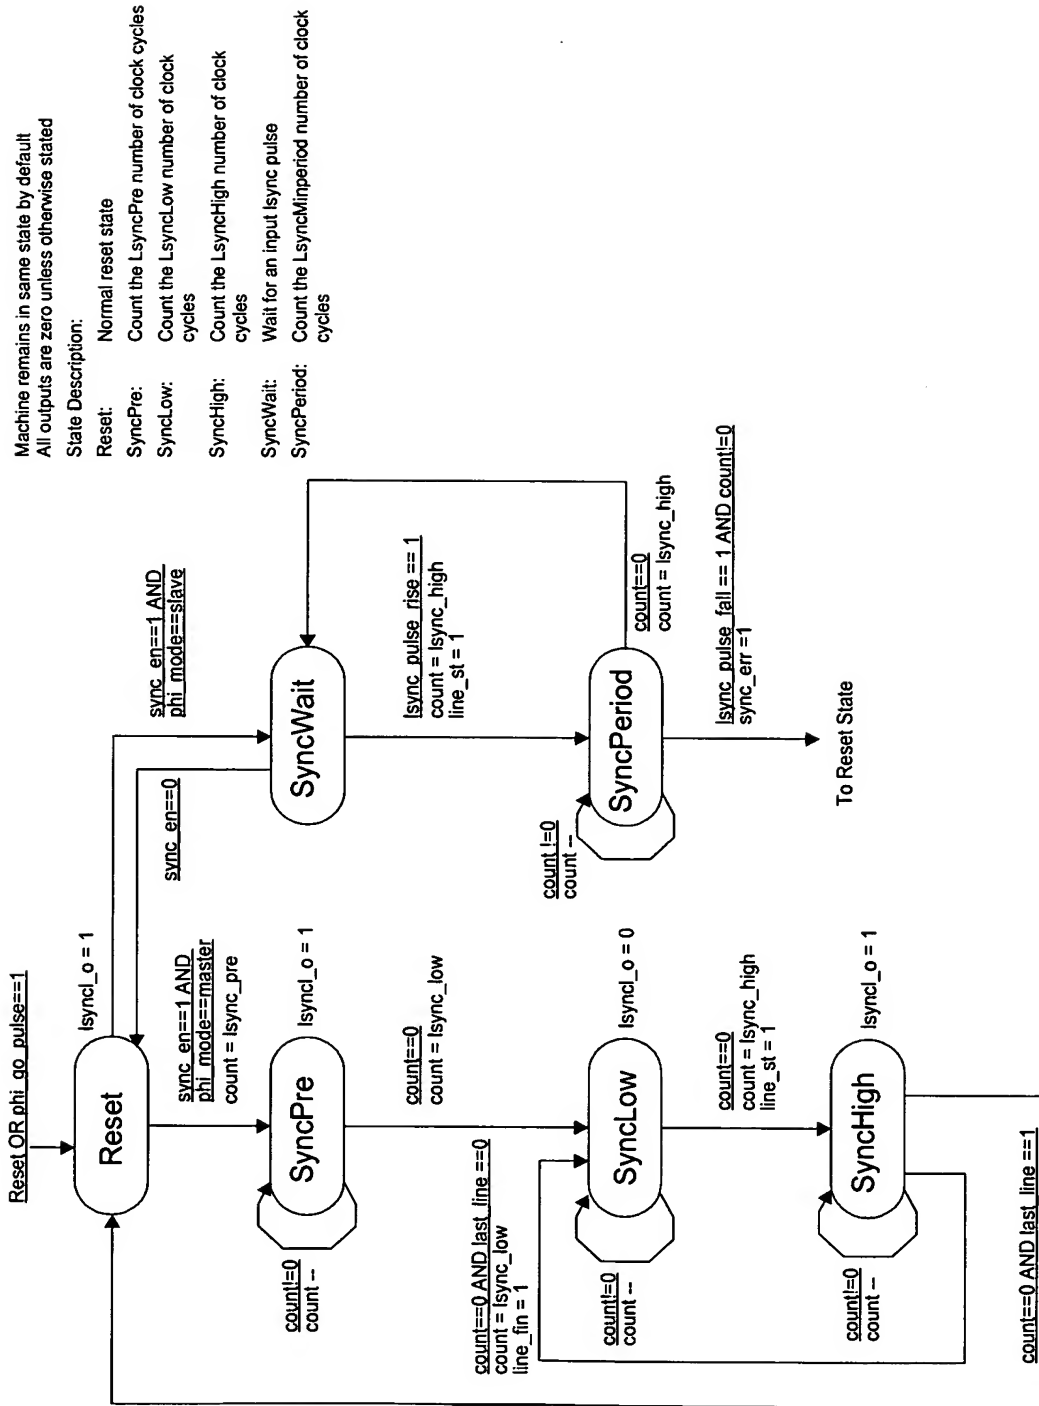 Machine remains in same state by default
All outputs are zero unless otherwise stated
State Description:
Reset: Normal reset state
SyncPre: Count the LsyncPre number of clock cycles
SyncLow: Count the LsyncLow number of clock
cycles
SyncHigh: Count the LsyncHigh number of clock
cycles
SyncWait: Wait for an input lsync pulse
SyncPeriod: Count the LsyncMinperiod number of clock
cycles
Reset OR phi_go_pulse==1
Reset
lsyncl_o = 1
sync_en==1 AND
phi_mode==slave
sync_en==0
SyncWait
sync_en==1 AND
phi_mode==master
count = lsync_pre
lsync_pulse_rise == 1
count = lsync_high
line_st = 1
SyncPre
lsyncl_o = 1
count!=0
count --
count==0
count = lsync_low
count !=0
count --
SyncPeriod
count==0
count = lsync_high
lsync_pulse_fall == 1 AND count!=0
sync_err =1
To Reset State
count==0 AND last_line ==0
count = lsync_low
line_fin = 1
SyncLow
lsyncl_o = 0
count!=0
count --
count==0
count = lsync_high
line_st = 1
SyncHigh
lsyncl_o = 1
count!=0
count --
count==0 AND last_line ==1